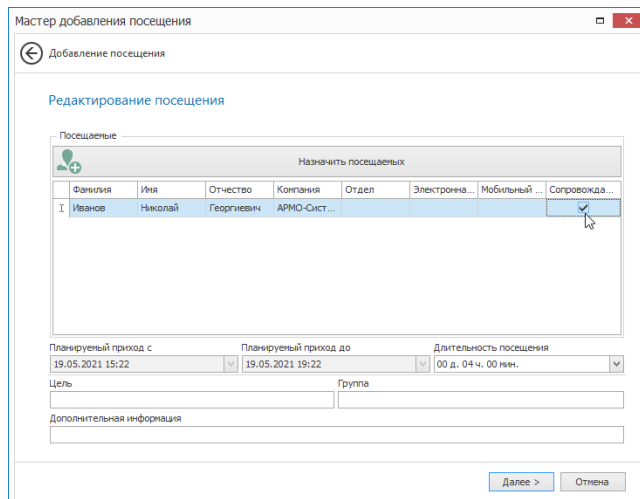 Мастер добавления посещения
Добавление посещения
Редактирование посещения
Посещаемые
Назначить посещаемых
Фамилия Имя Отчество Компания Отдел Электронна... Мобильный ... Сопровожда...
Иванов Николай Георгиевич АРМО-Сист...
Планируемый приход с Планируемый приход до Длительность посещения
19.05.2021 15:22 19.05.2021 19:22 00 д. 04 ч. 00 мин.
Цель Группа
Дополнительная информация
Далее > Отмена